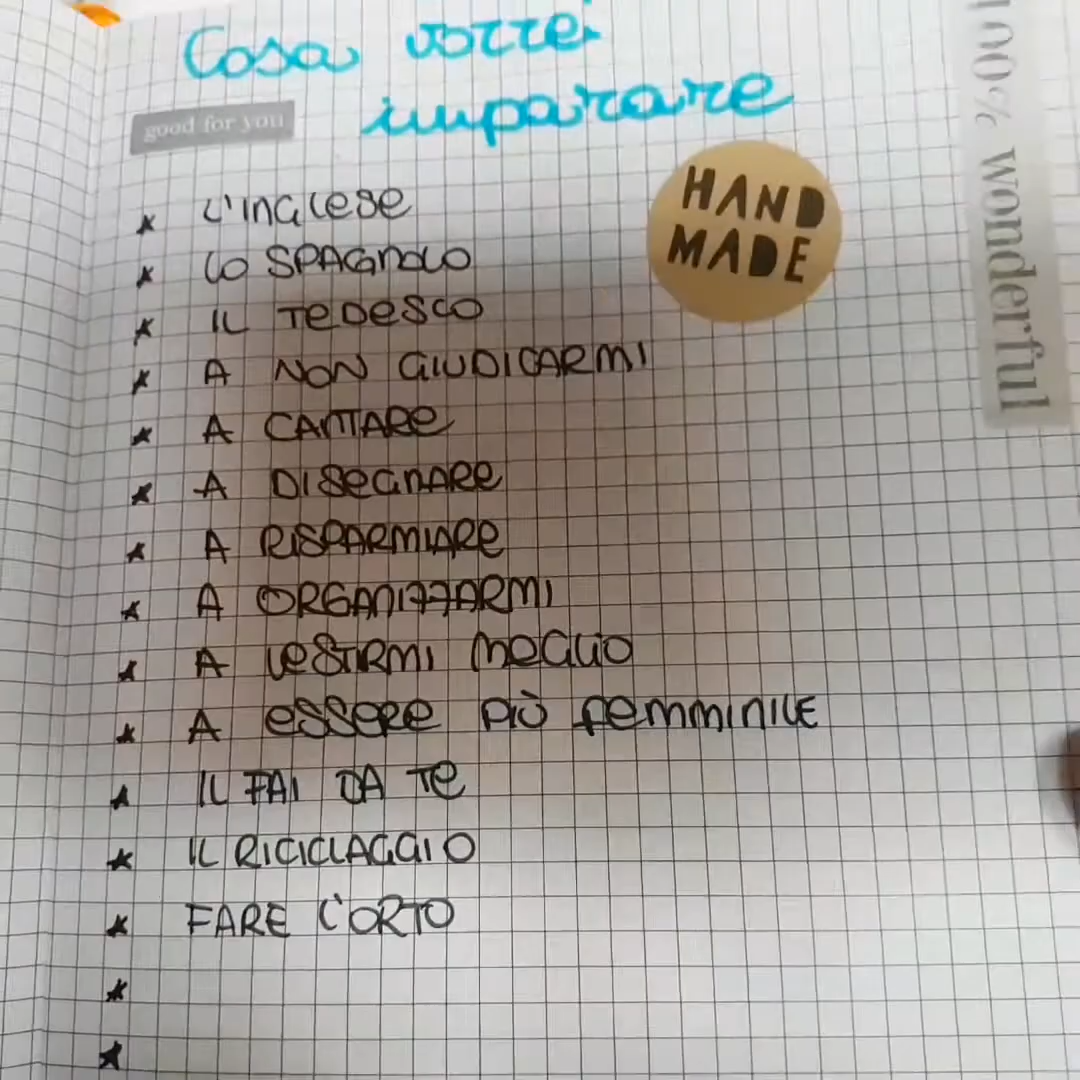 Cosa vorrei
imparare
good for you
HAND
MADE
100% wonderful
L'INGLESE
LO SPAGNOLO
IL TEDESCO
A NON GIUDICARMI
A CANTARE
A DISEGNARE
A RISPARMIARE
A ORGANIZZARMI
A VESTIRMI MEGLIO
A ESSERE PIÙ FEMMINILE
IL FAI DA TE
IL RICICLAGGIO
FARE L'ORTO